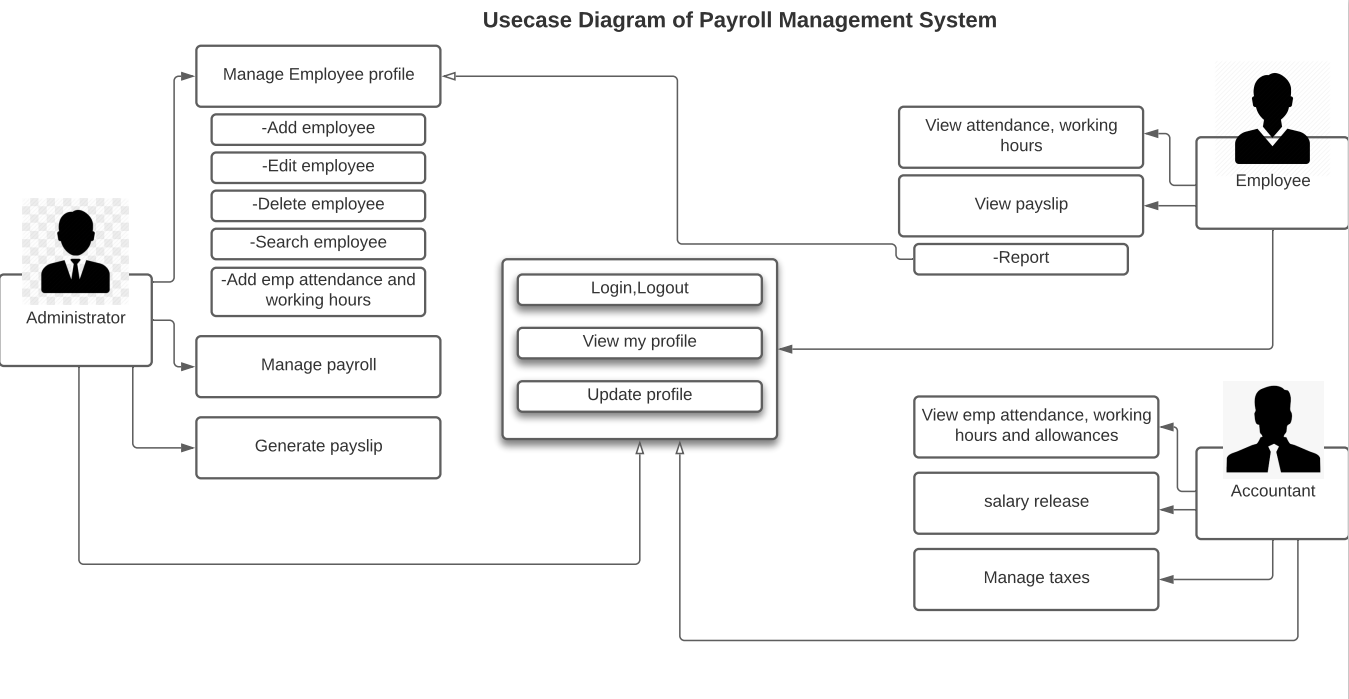 Usecase Diagram of Payroll Management System
Manage Employee profile
-Add employee
-Edit employee
-Delete employee
-Search employee
-Add emp attendance and
working hours
Administrator
Manage payroll
Generate payslip
Login,Logout
View my profile
Update profile
View attendance, working
hours
View payslip
-Report
Employee
View emp attendance, working
hours and allowances
salary release
Manage taxes
Accountant